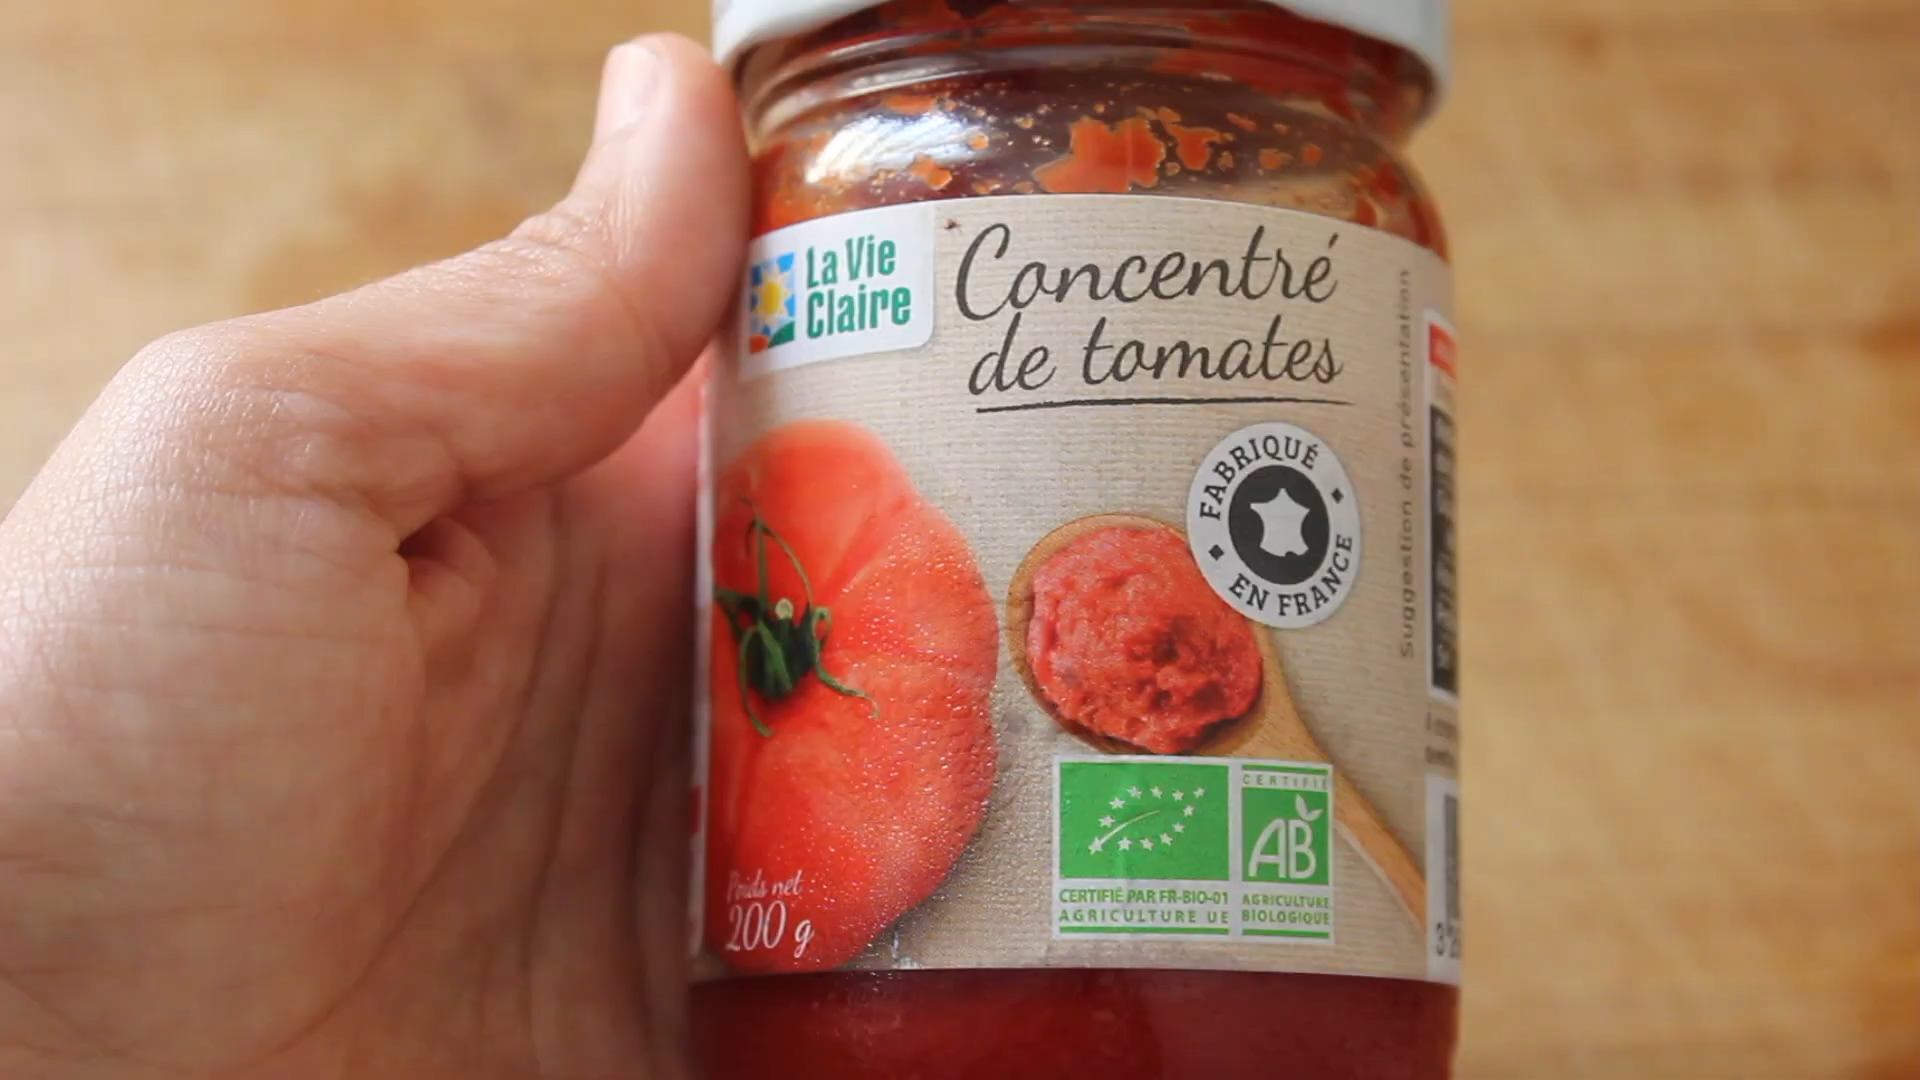 La Vie
Claire
Concentré
de tomates
FABRIQUÉ
EN FRANCE
Suggestion de présentation
CERTIFIÉ
AB
CERTIFIÉ PAR FR-BIO-01
AGRICULTURE UE
AGRICULTURE
BIOLOGIQUE
Poids net
200 g